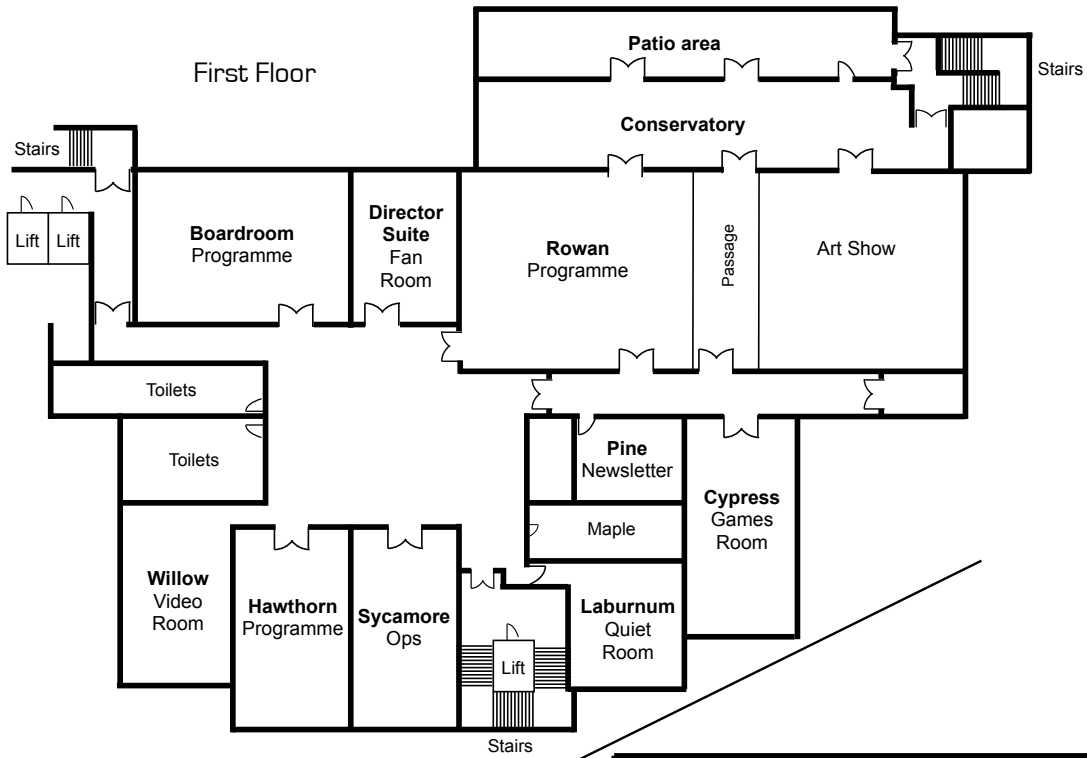 First Floor
Patio area
Stairs
Conservatory
Stairs
Lift
Lift
Boardroom
Programme
Director
Suite
Fan
Room
Rowan
Programme
Passage
Art Show
Toilets
Toilets
Pine
Newsletter
Maple
Cypress
Games
Room
Willow
Video
Room
Hawthorn
Programme
Sycamore
Ops
Lift
Laburnum
Quiet
Room
Stairs